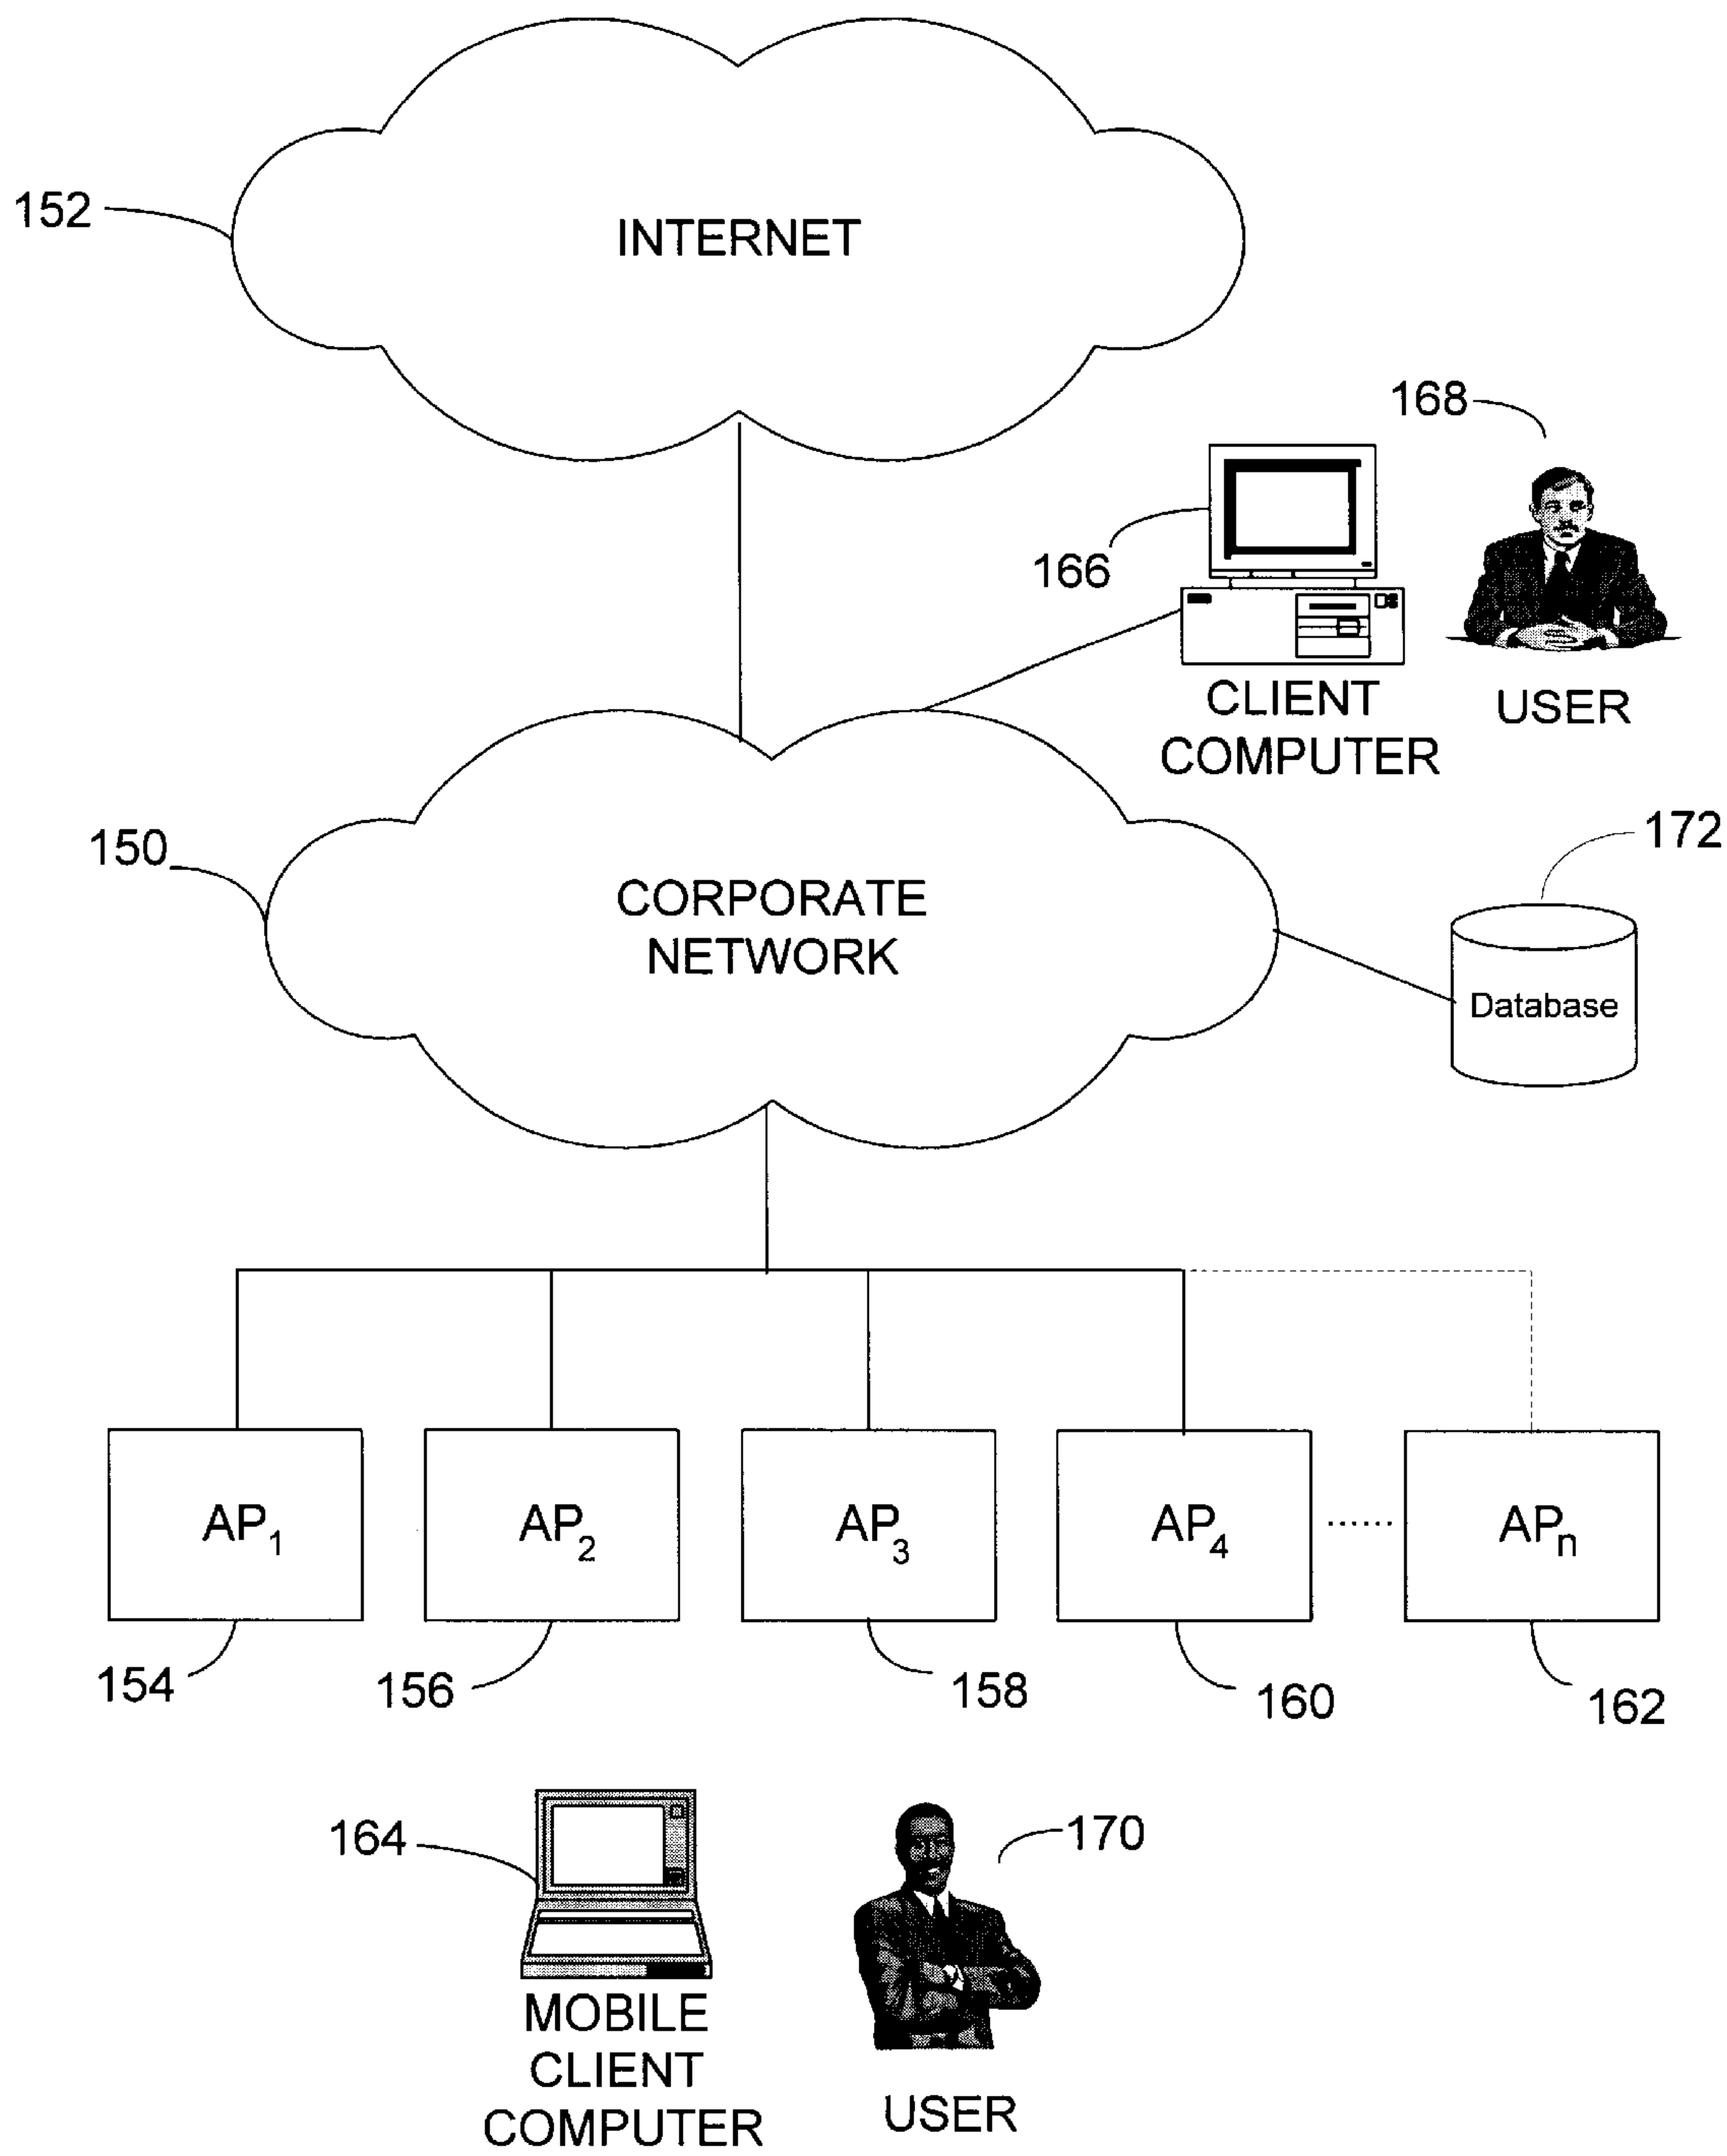 152
INTERNET
168
166
CLIENT
COMPUTER
USER
150
CORPORATE
NETWORK
172
Database
AP1
AP2
AP3
AP4
......
APn
154
156
158
160
162
164
170
MOBILE
CLIENT
COMPUTER
USER